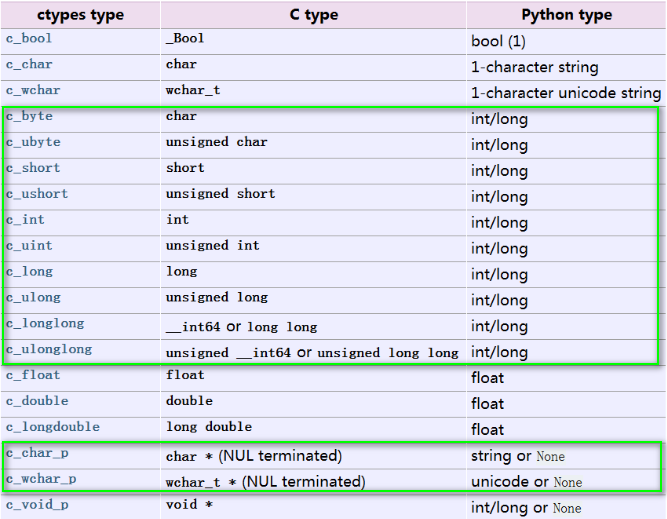 ctypes type C type Python type
c_bool _Bool bool (1)
c_char char 1-character string
c_wchar wchar_t 1-character unicode string
c_byte char int/long
c_ubyte unsigned char int/long
c_short short int/long
c_ushort unsigned short int/long
c_int int int/long
c_uint unsigned int int/long
c_long long int/long
c_ulong unsigned long int/long
c_longlong __int64 or long long int/long
c_ulonglong unsigned __int64 or unsigned long long int/long
c_float float float
c_double double float
c_longdouble long double float
c_char_p char * (NUL terminated) string or None
c_wchar_p wchar_t * (NUL terminated) unicode or None
c_void_p void * int/long or None